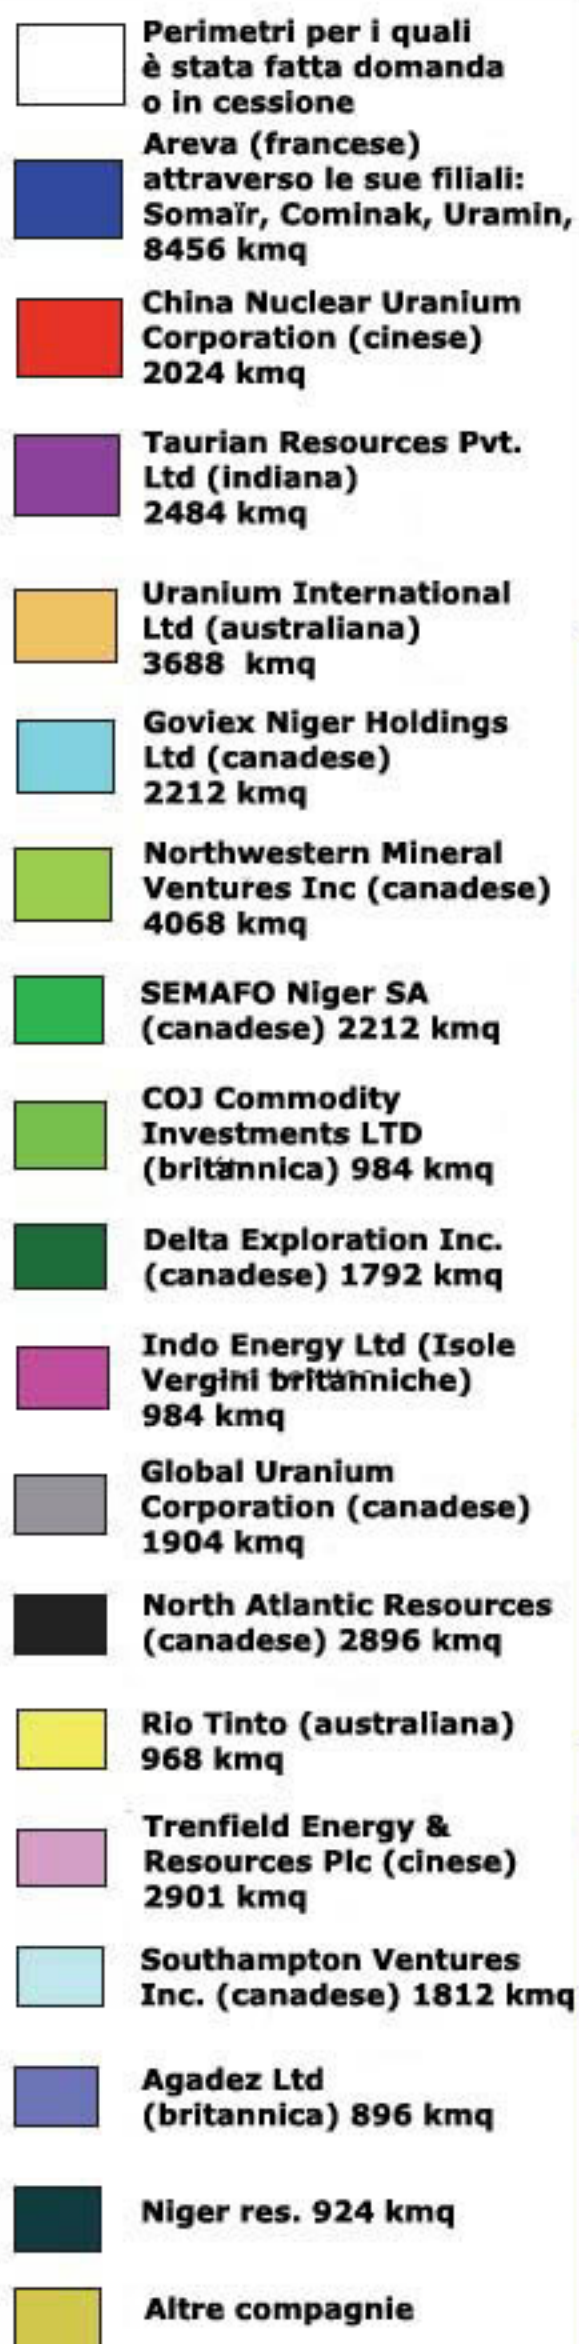 Perimetri per i quali
è stata fatta domanda
o in cessione
Areva (francese)
attraverso le sue filiali:
Somaïr, Cominak, Uramin,
8456 kmq
China Nuclear Uranium
Corporation (cinese)
2024 kmq
Taurian Resources Pvt.
Ltd (indiana)
2484 kmq
Uranium International
Ltd (australiana)
3688 kmq
Goviex Niger Holdings
Ltd (canadese)
2212 kmq
Northwestern Mineral
Ventures Inc (canadese)
4068 kmq
SEMAFO Niger SA
(canadese) 2212 kmq
COJ Commodity
Investments LTD
(britannica) 984 kmq
Delta Exploration Inc.
(canadese) 1792 kmq
Indo Energy Ltd (Isole
Vergini britanniche)
984 kmq
Global Uranium
Corporation (canadese)
1904 kmq
North Atlantic Resources
(canadese) 2896 kmq
Rio Tinto (australiana)
968 kmq
Trenfield Energy &
Resources Plc (cinese)
2901 kmq
Southampton Ventures
Inc. (canadese) 1812 kmq
Agadez Ltd
(britannica) 896 kmq
Niger res. 924 kmq
Altre compagnie